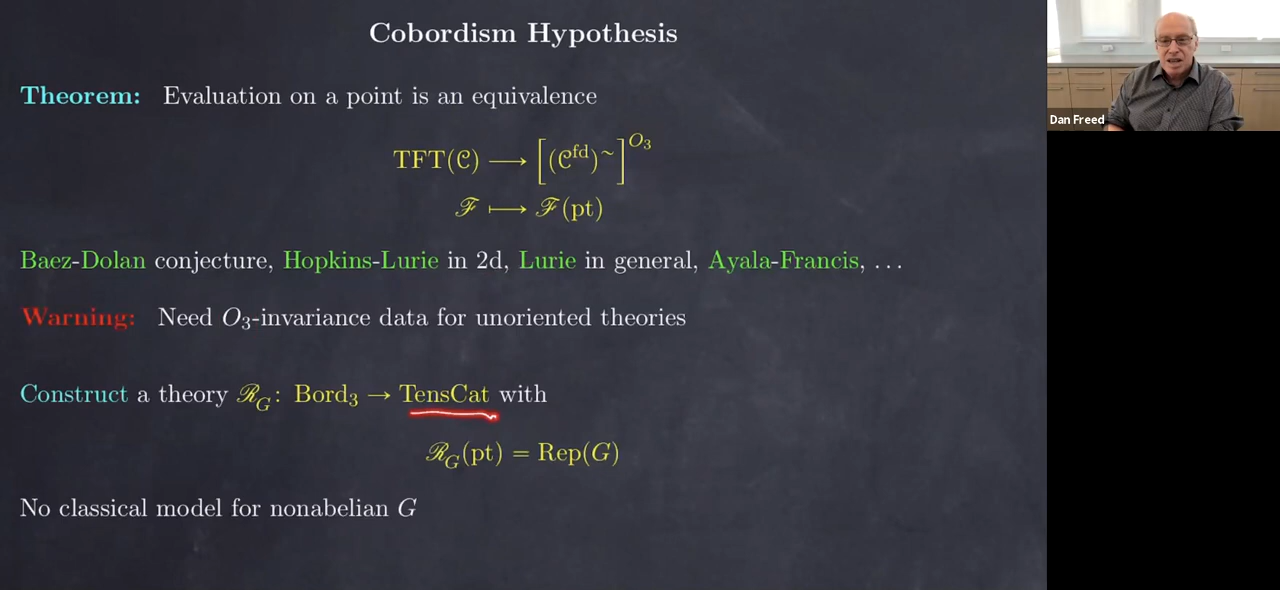 Cobordism Hypothesis
Theorem: Evaluation on a point is an equivalence
TFT(𝒞) ⟶ [(𝒞^fd)^~]^O₃
ℱ ⟼ ℱ(pt)
Baez-Dolan conjecture, Hopkins-Lurie in 2d, Lurie in general, Ayala-Francis, ...
Warning: Need O₃-invariance data for unoriented theories
Construct a theory ℛ_G: Bord₃ → TensCat with
ℛ_G(pt) = Rep(G)
No classical model for nonabelian G
Dan Freed